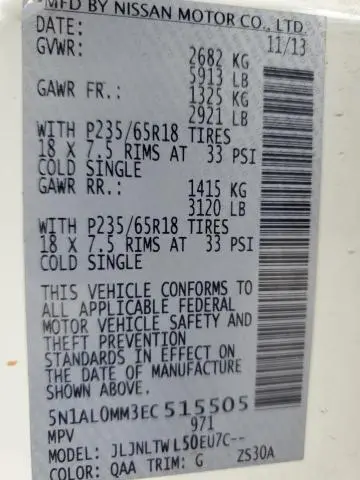 MFD BY NISSAN MOTOR CO., LTD.
DATE: 11/13
GVWR: 2682 KG
5913 LB
GAWR FR.: 1325 KG
2921 LB
WITH P235/65R18 TIRES
18 X 7.5 RIMS AT 33 PSI
COLD SINGLE
GAWR RR.: 1415 KG
3120 LB
WITH P235/65R18 TIRES
18 X 7.5 RIMS AT 33 PSI
COLD SINGLE
THIS VEHICLE CONFORMS TO
ALL APPLICABLE FEDERAL
MOTOR VEHICLE SAFETY AND
THEFT PREVENTION
STANDARDS IN EFFECT ON
THE DATE OF MANUFACTURE
SHOWN ABOVE.
5N1AL0MM3EC515505
MPV 971
MODEL: JLJNLTWL50EU7C--
COLOR: QAA TRIM: G ZS30A